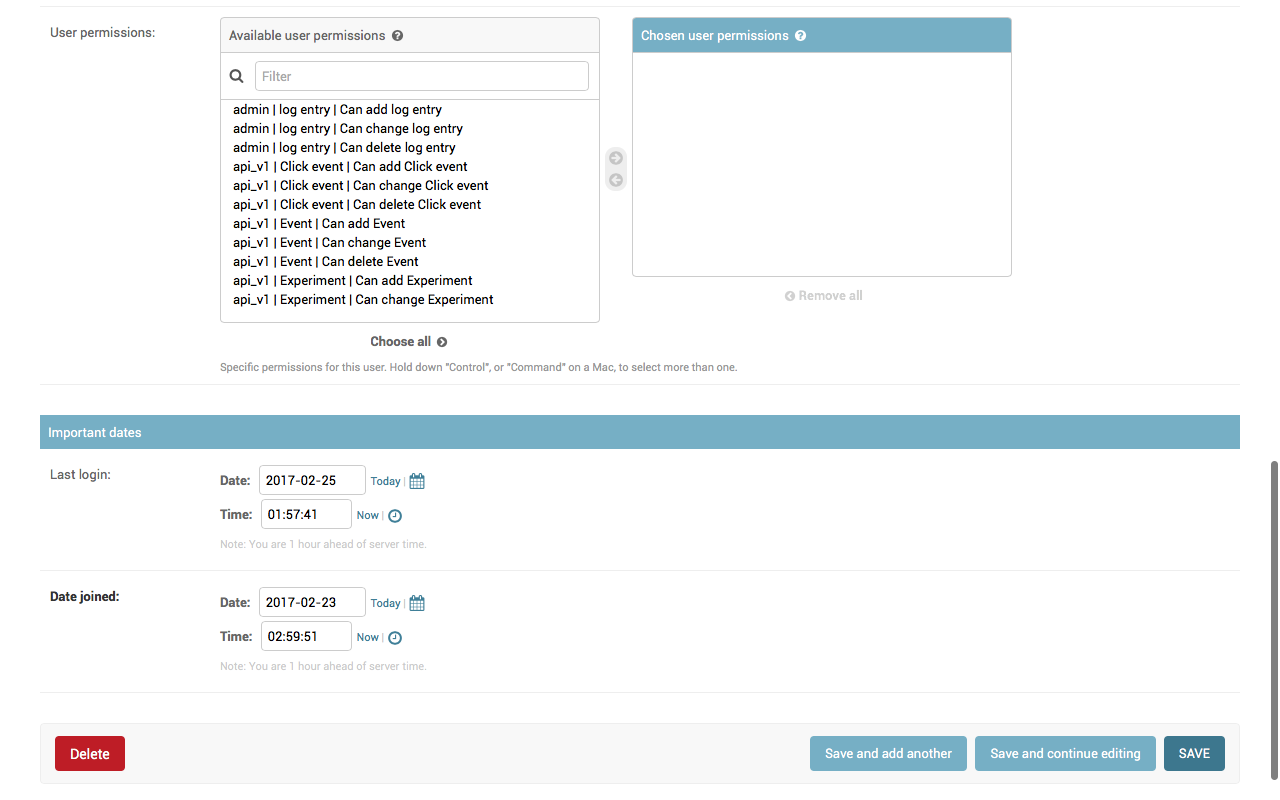 User permissions:
Available user permissions ?
Filter
admin | log entry | Can add log entry
admin | log entry | Can change log entry
admin | log entry | Can delete log entry
api_v1 | Click event | Can add Click event
api_v1 | Click event | Can change Click event
api_v1 | Click event | Can delete Click event
api_v1 | Event | Can add Event
api_v1 | Event | Can change Event
api_v1 | Event | Can delete Event
api_v1 | Experiment | Can add Experiment
api_v1 | Experiment | Can change Experiment
Choose all
Chosen user permissions ?
Remove all
Specific permissions for this user. Hold down "Control", or "Command" on a Mac, to select more than one.
Important dates
Last login:
Date: 2017-02-25 Today |
Time: 01:57:41 Now |
Note: You are 1 hour ahead of server time.
Date joined:
Date: 2017-02-23 Today |
Time: 02:59:51 Now |
Note: You are 1 hour ahead of server time.
Delete
Save and add another
Save and continue editing
SAVE